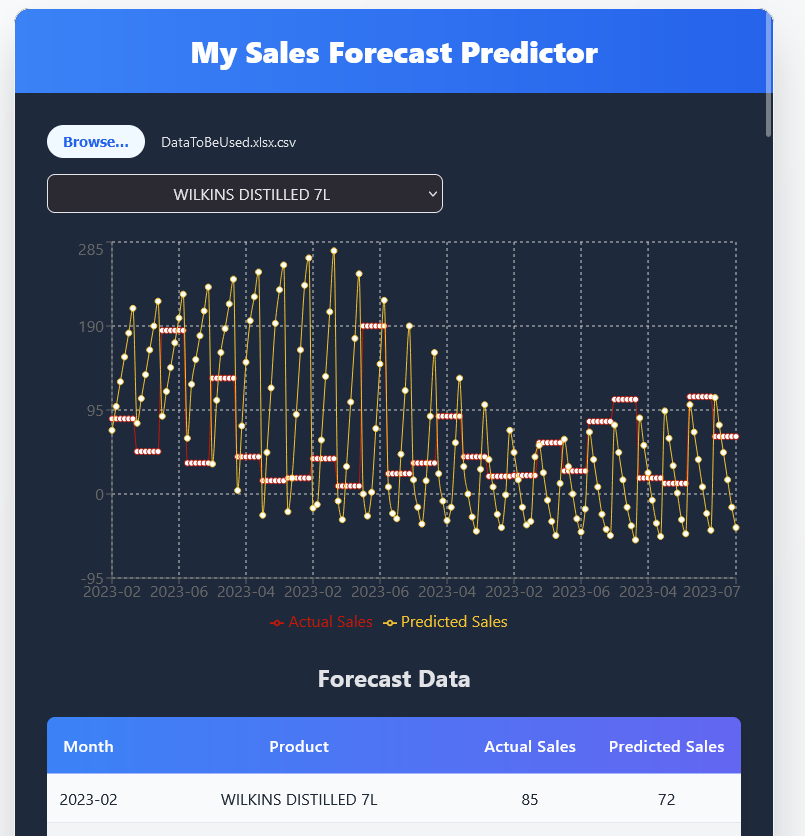 My Sales Forecast Predictor
Browse... DataToBeUsed.xlsx.csv
WILKINS DISTILLED 7L
285
190
95
0
-95
2023-02 2023-06 2023-04 2023-02 2023-06 2023-04 2023-02 2023-06 2023-04 2023-07
Actual Sales Predicted Sales
Forecast Data
Month Product Actual Sales Predicted Sales
2023-02 WILKINS DISTILLED 7L 85 72